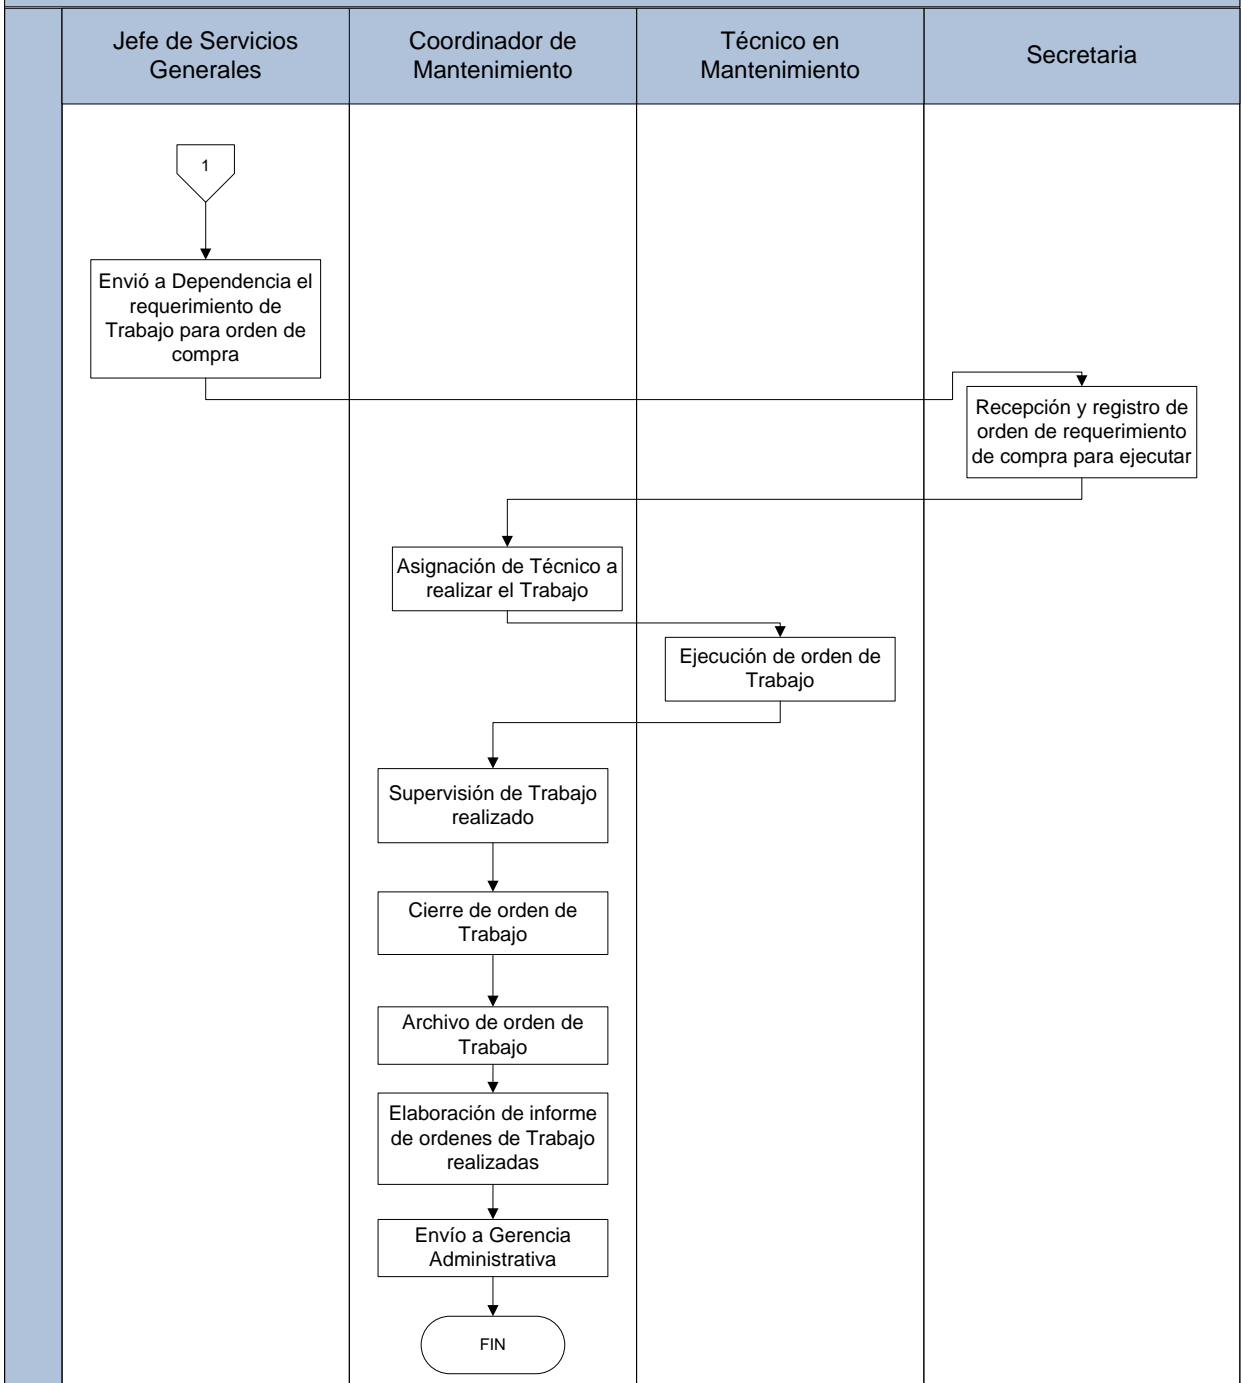 Jefe de Servicios
Generales
Coordinador de
Mantenimiento
Técnico en
Mantenimiento
Secretaria
1
Envió a Dependencia el
requerimiento de
Trabajo para orden de
compra
Recepción y registro de
orden de requerimiento
de compra para ejecutar
Asignación de Técnico a
realizar el Trabajo
Ejecución de orden de
Trabajo
Supervisión de Trabajo
realizado
Cierre de orden de
Trabajo
Archivo de orden de
Trabajo
Elaboración de informe
de ordenes de Trabajo
realizadas
Envío a Gerencia
Administrativa
FIN